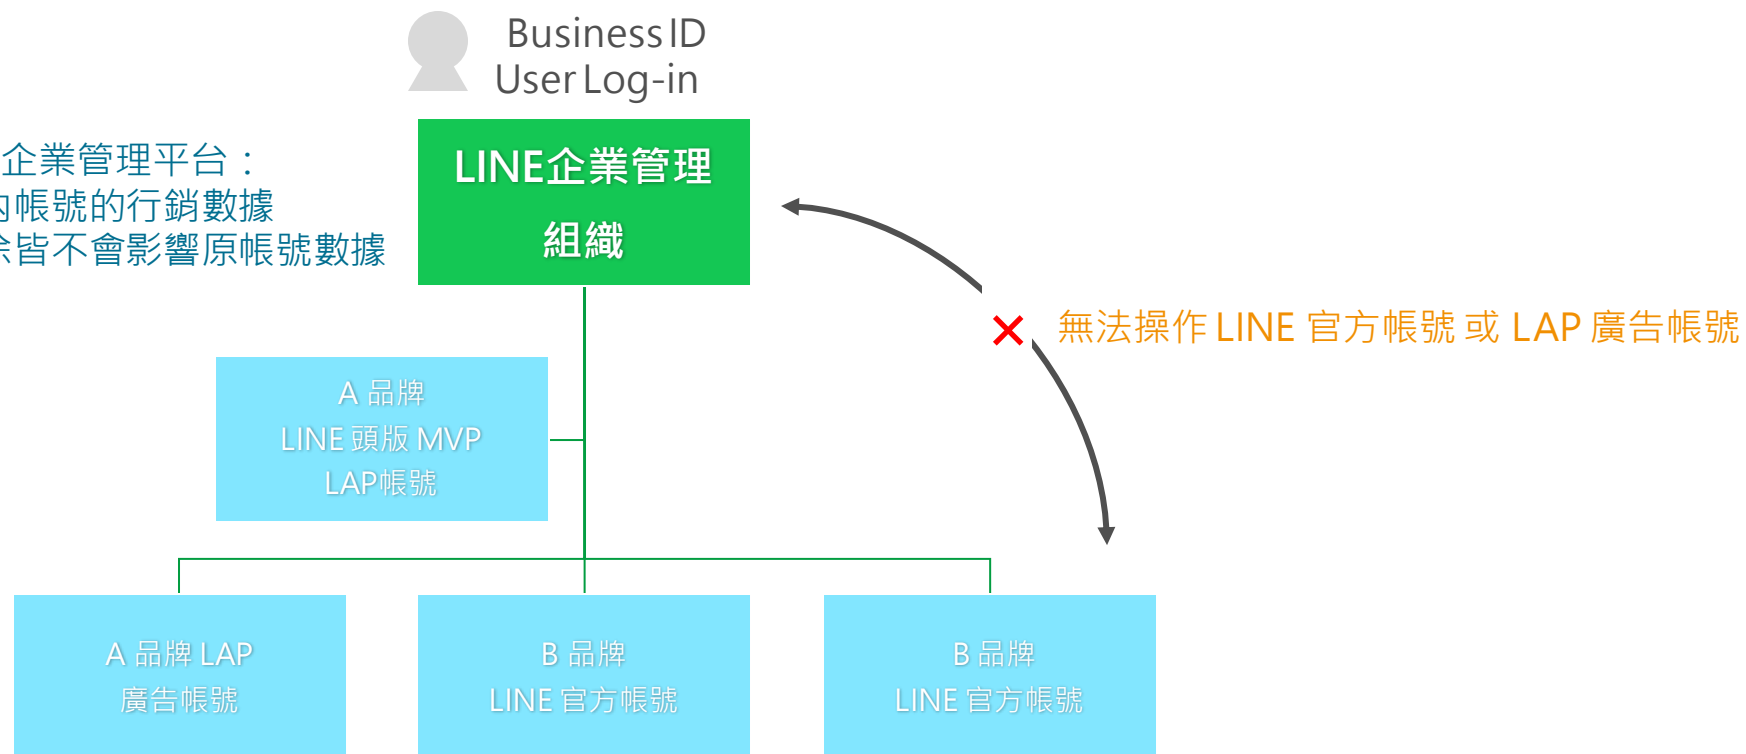 Business ID
User Log-in
LINE企業管理
組織
企業管理平台：
內帳號的行銷數據
除皆不會影響原帳號數據
無法操作 LINE 官方帳號 或 LAP 廣告帳號
A 品牌
LINE 頭版 MVP
LAP帳號
A 品牌 LAP
廣告帳號
B 品牌
LINE 官方帳號
B 品牌
LINE 官方帳號